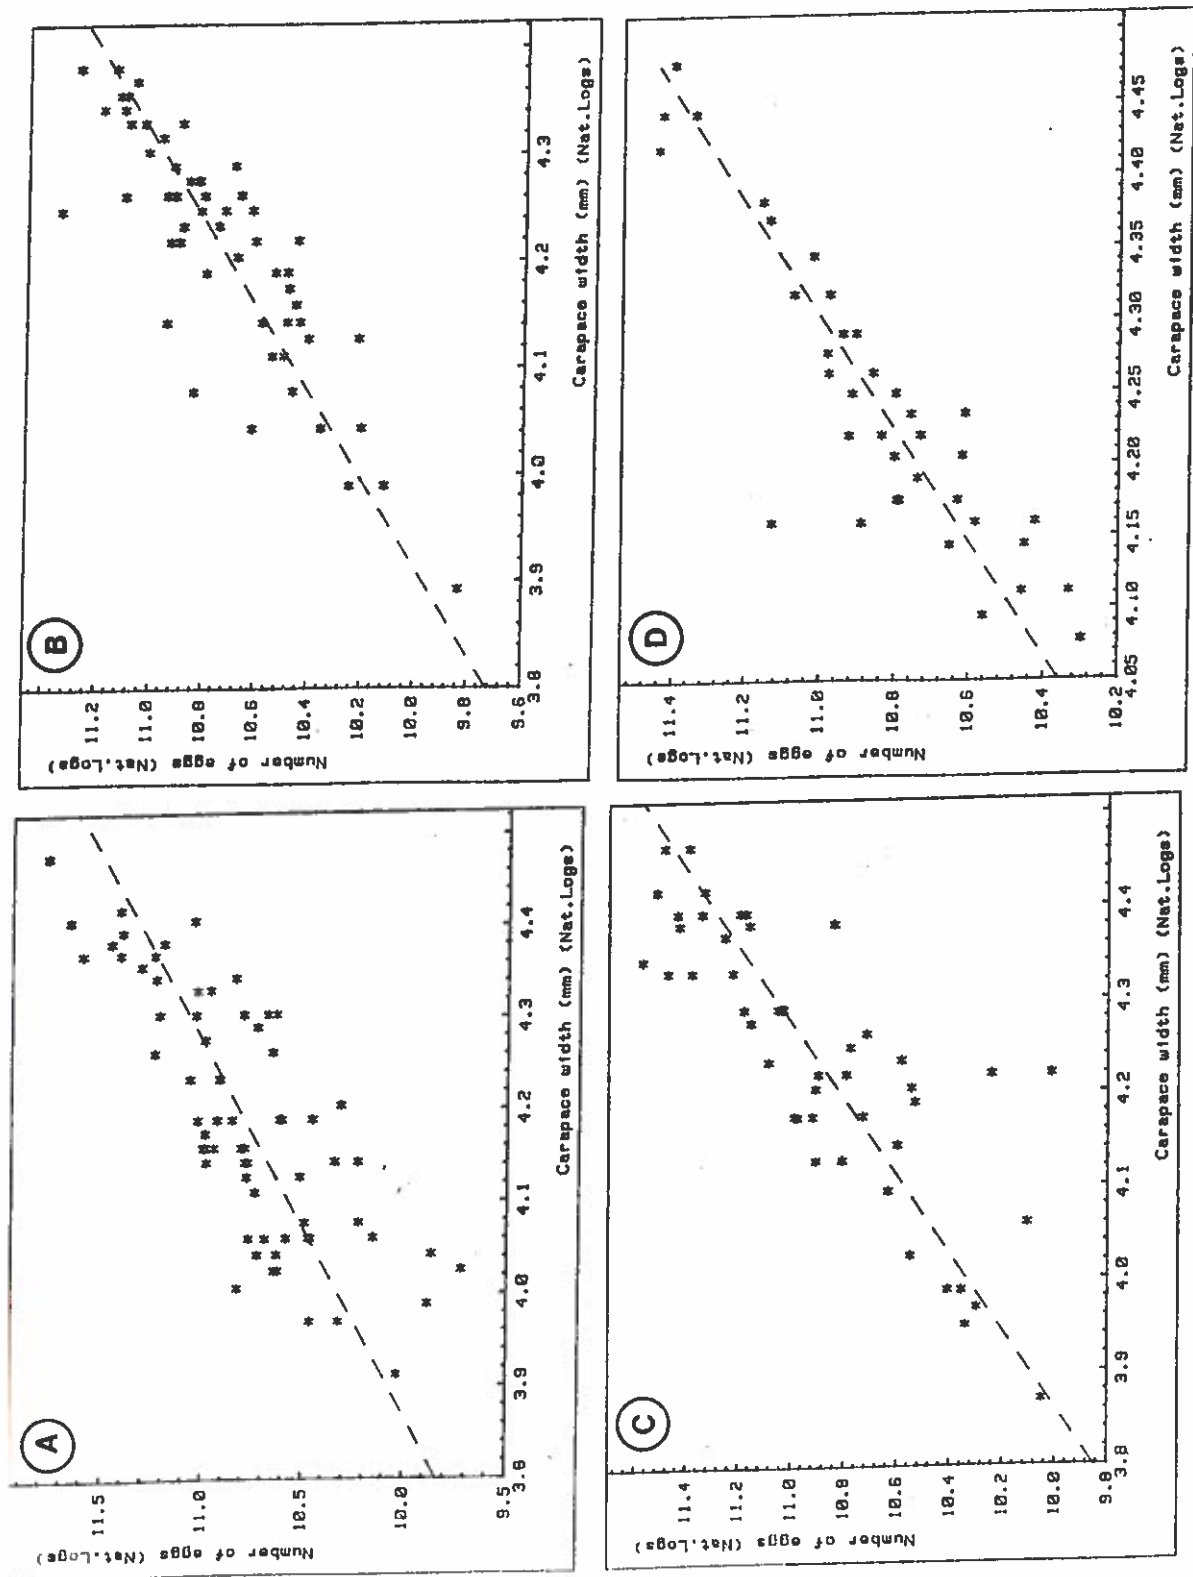 A
Number of eggs (Nat.Logs)
11.5
11.0
10.5
10.0
9.5
3.8 3.9 4.0 4.1 4.2 4.3 4.4
Carapace width (mm) (Nat.Logs)
B
Number of eggs (Nat.Logs)
11.2
11.0
10.8
10.6
10.4
10.2
10.0
9.8
9.6
3.8 3.9 4.0 4.1 4.2 4.3
Carapace width (mm) (Nat.Logs)
C
Number of eggs (Nat.Logs)
11.4
11.2
11.0
10.8
10.6
10.4
10.2
10.0
9.8
3.8 3.9 4.0 4.1 4.2 4.3 4.4
Carapace width (mm) (Nat.Logs)
D
Number of eggs (Nat.Logs)
11.4
11.2
11.0
10.8
10.6
10.4
10.2
4.05 4.10 4.15 4.20 4.25 4.30 4.35 4.40 4.45
Carapace width (mm) (Nat.Logs)